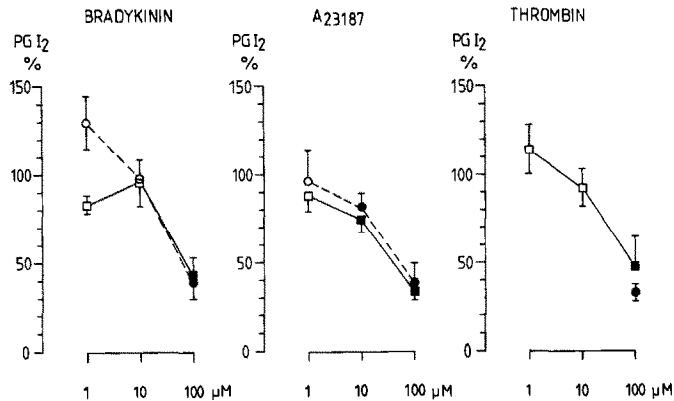 BRADYKININ A23187 THROMBIN
PG I2 PG I2 PG I2
% % %
150 150 150
100 100 100
50 50 50
0 0 0
1 10 100 μM 1 10 100 μM 1 10 100 μM